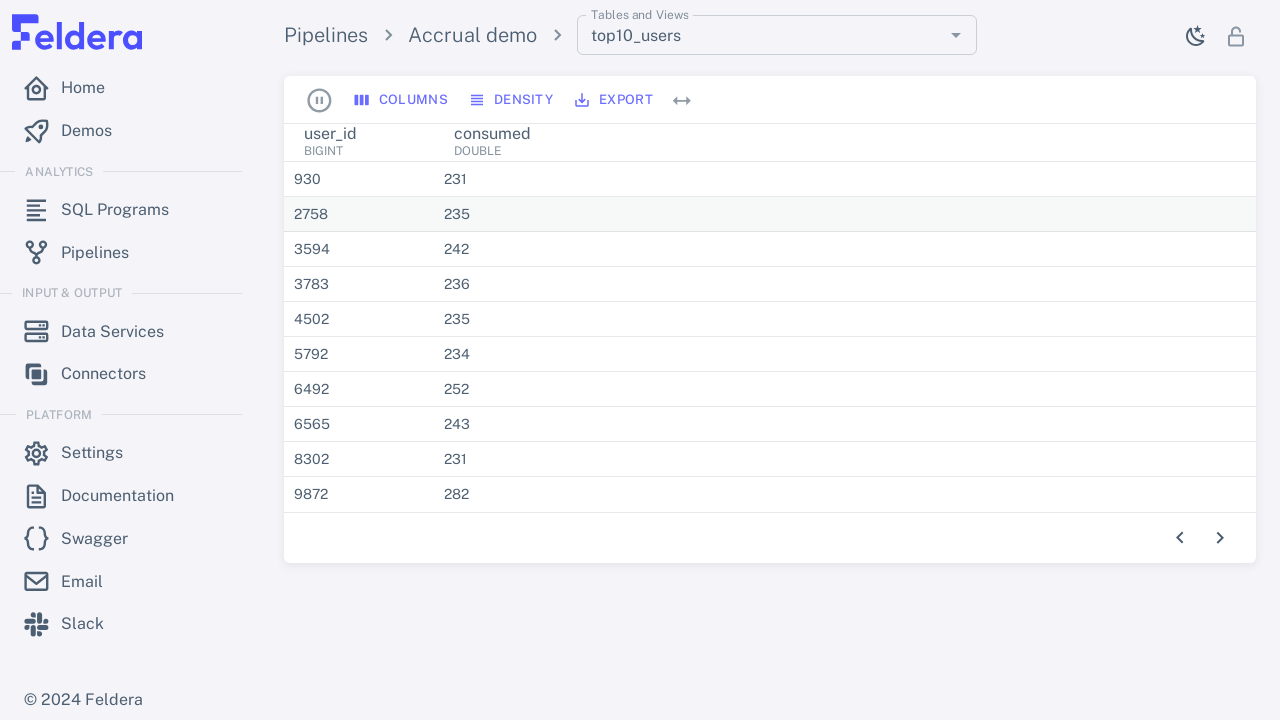 Feldera
Home
Demos
ANALYTICS
SQL Programs
Pipelines
INPUT & OUTPUT
Data Services
Connectors
PLATFORM
Settings
Documentation
Swagger
Email
Slack
© 2024 Feldera
Pipelines > Accrual demo >
Tables and Views
top10_users
COLUMNS DENSITY EXPORT
user_id consumed
BIGINT DOUBLE
930 231
2758 235
3594 242
3783 236
4502 235
5792 234
6492 252
6565 243
8302 231
9872 282